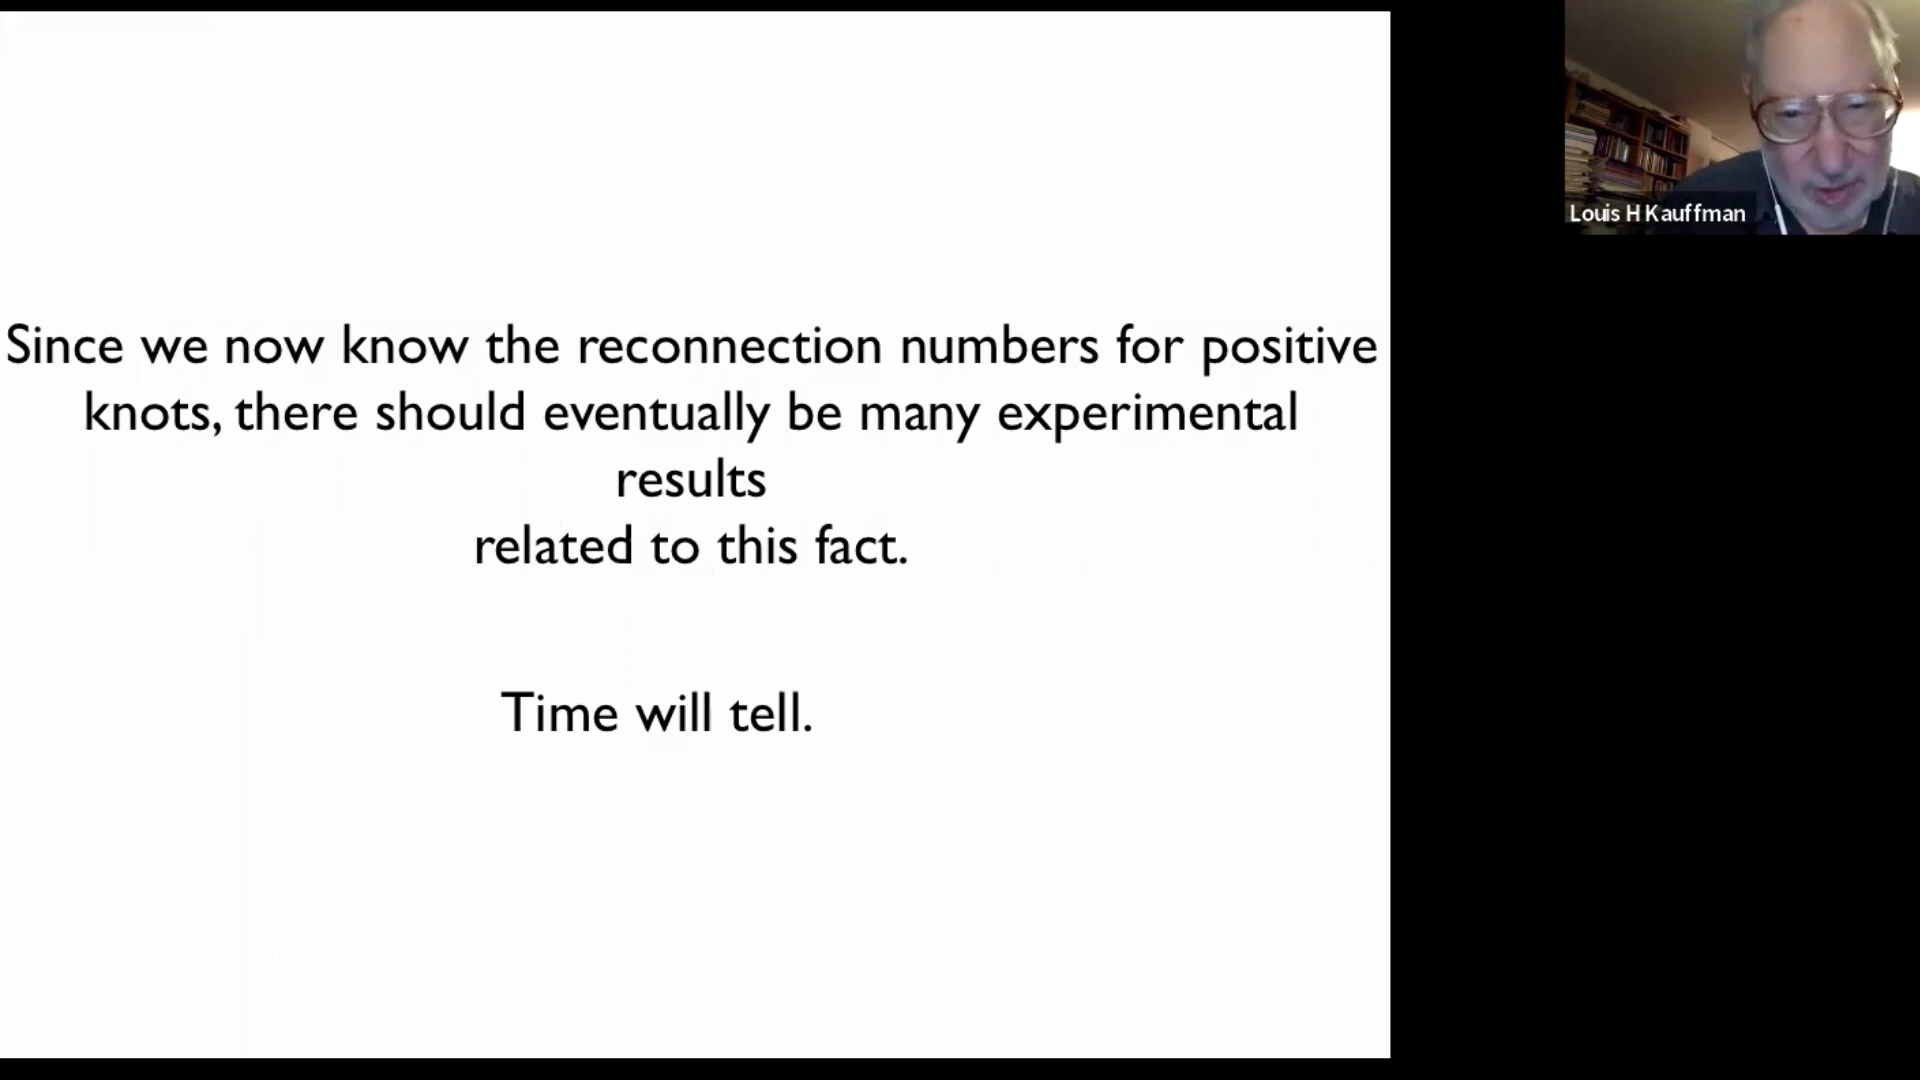 Since we now know the reconnection numbers for positive
knots, there should eventually be many experimental
results
related to this fact.
Time will tell.
Louis H Kauffman